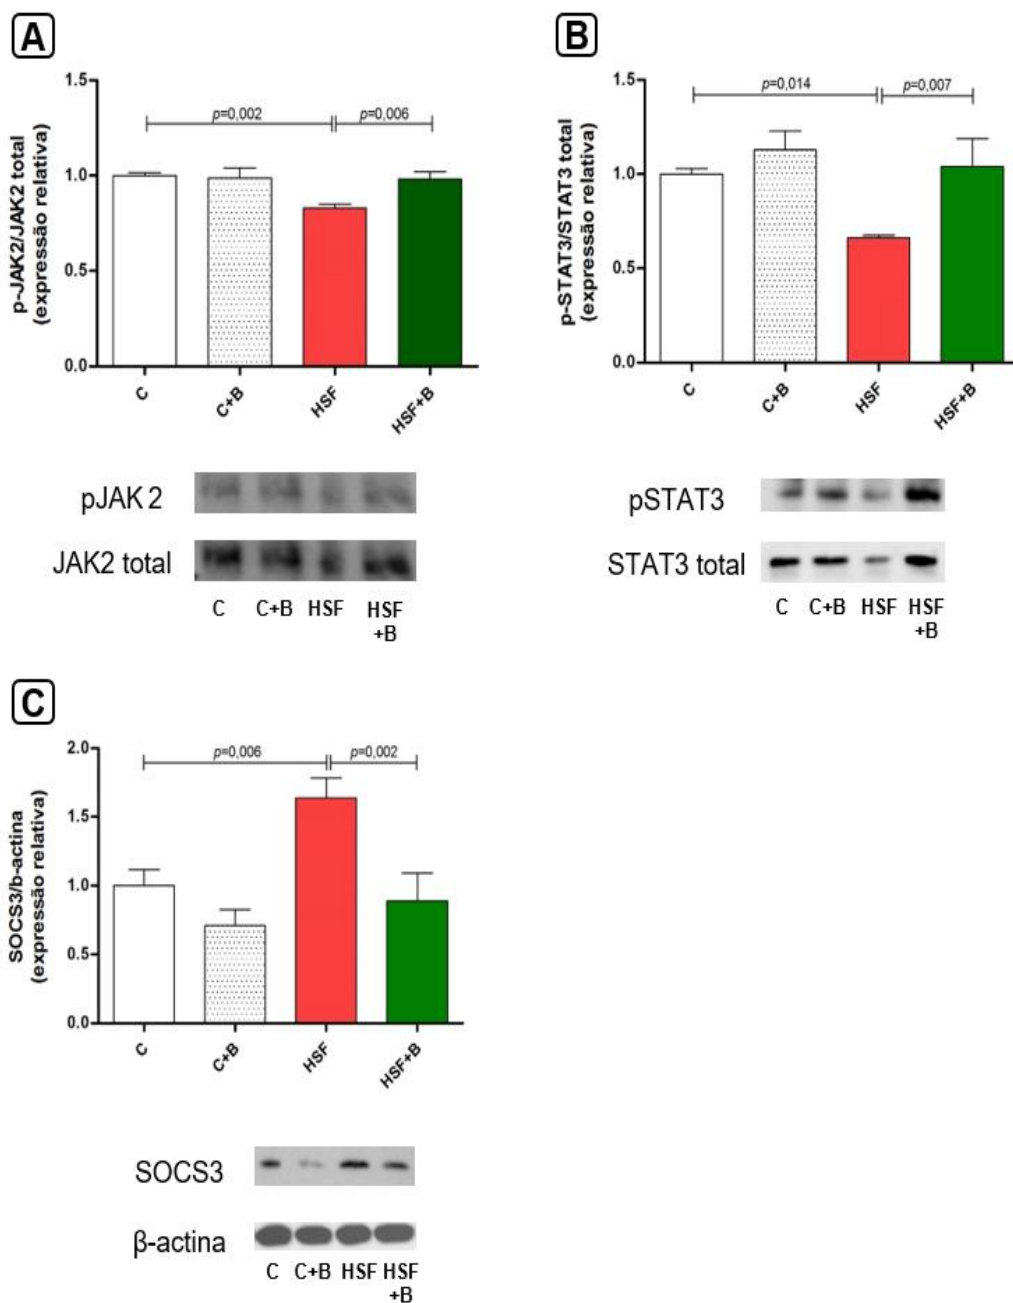 A
p-JAK2/JAK2 total
(expressão relativa)
1.5
1.0
0.5
0.0
p=0,002
p=0,006
C
C+B
HSF
HSF+B
pJAK 2
JAK2 total
C C+B HSF HSF
+B
B
p-STAT3/STAT3 total
(expressão relativa)
1.5
1.0
0.5
0.0
p=0,014
p=0,007
C
C+B
HSF
HSF+B
pSTAT3
STAT3 total
C C+B HSF HSF
+B
C
SOCS3/b-actina
(expressão relativa)
2.0
1.5
1.0
0.5
0.0
p=0,006
p=0,002
C
C+B
HSF
HSF+B
SOCS3
β-actina
C C+B HSF HSF
+B